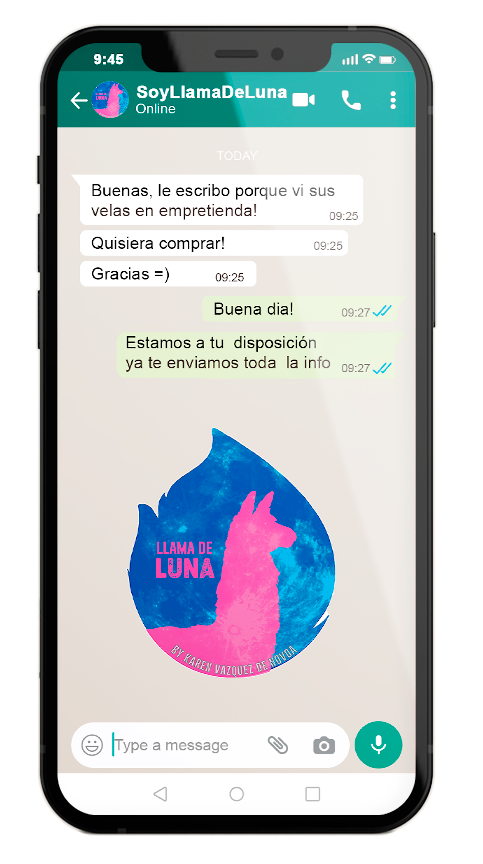 9:45
SoyLlamaDeLuna
Online
TODAY
Buenas, le escribo porque vi sus
velas en empretienda!
09:25
Quisiera comprar!
09:25
Gracias =)
09:25
Buena dia!
09:27
Estamos a tu disposición
ya te enviamos toda la info
09:27
LLAMA DE
LUNA
BY KAREN VAZQUEZ DE NOVOA
Type a message